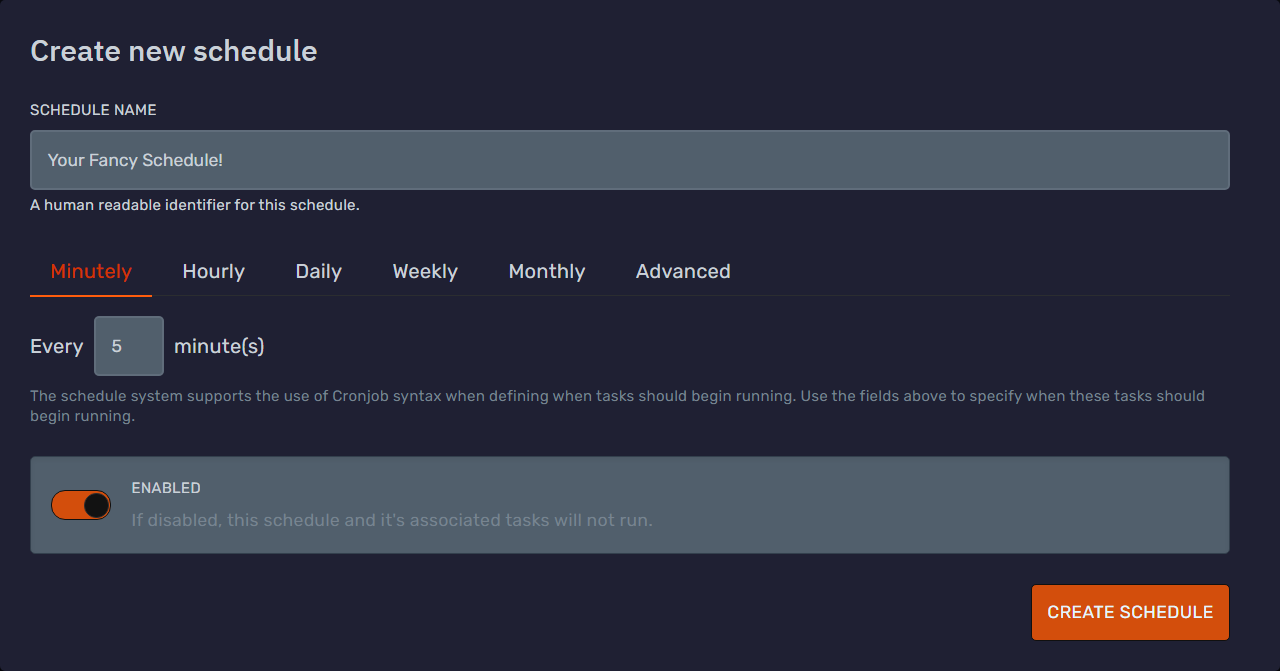 Create new schedule
SCHEDULE NAME
Your Fancy Schedule!
A human readable identifier for this schedule.
Minutely Hourly Daily Weekly Monthly Advanced
Every 5 minute(s)
The schedule system supports the use of Cronjob syntax when defining when tasks should begin running. Use the fields above to specify when these tasks should
begin running.
ENABLED
If disabled, this schedule and it's associated tasks will not run.
CREATE SCHEDULE